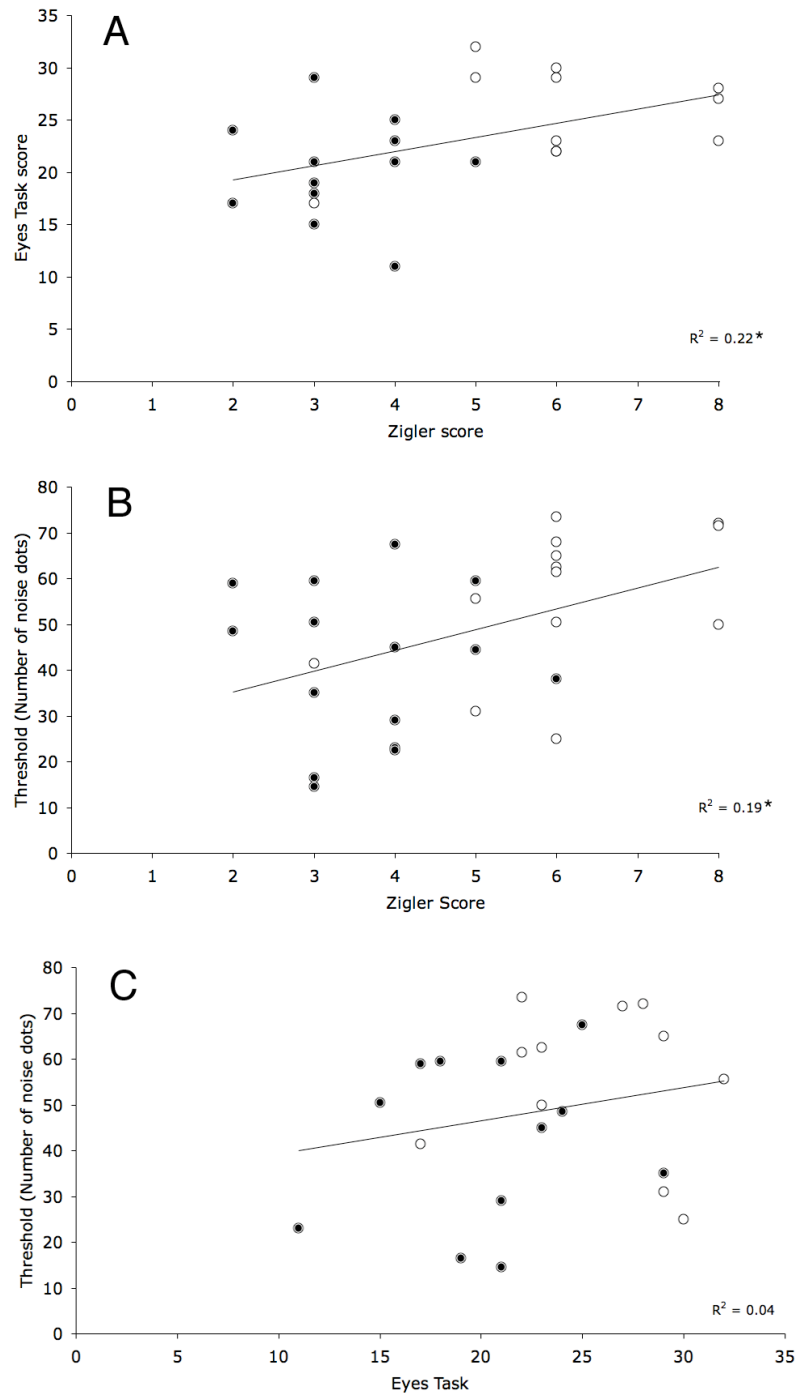 A
Eyes Task score
35
30
25
20
15
10
5
0
0 1 2 3 4 5 6 7 8
Zigler score
R² = 0.22*
B
Threshold (Number of noise dots)
80
70
60
50
40
30
20
10
0
0 1 2 3 4 5 6 7 8
Zigler Score
R² = 0.19*
C
Threshold (Number of noise dots)
80
70
60
50
40
30
20
10
0
0 5 10 15 20 25 30 35
Eyes Task
R² = 0.04